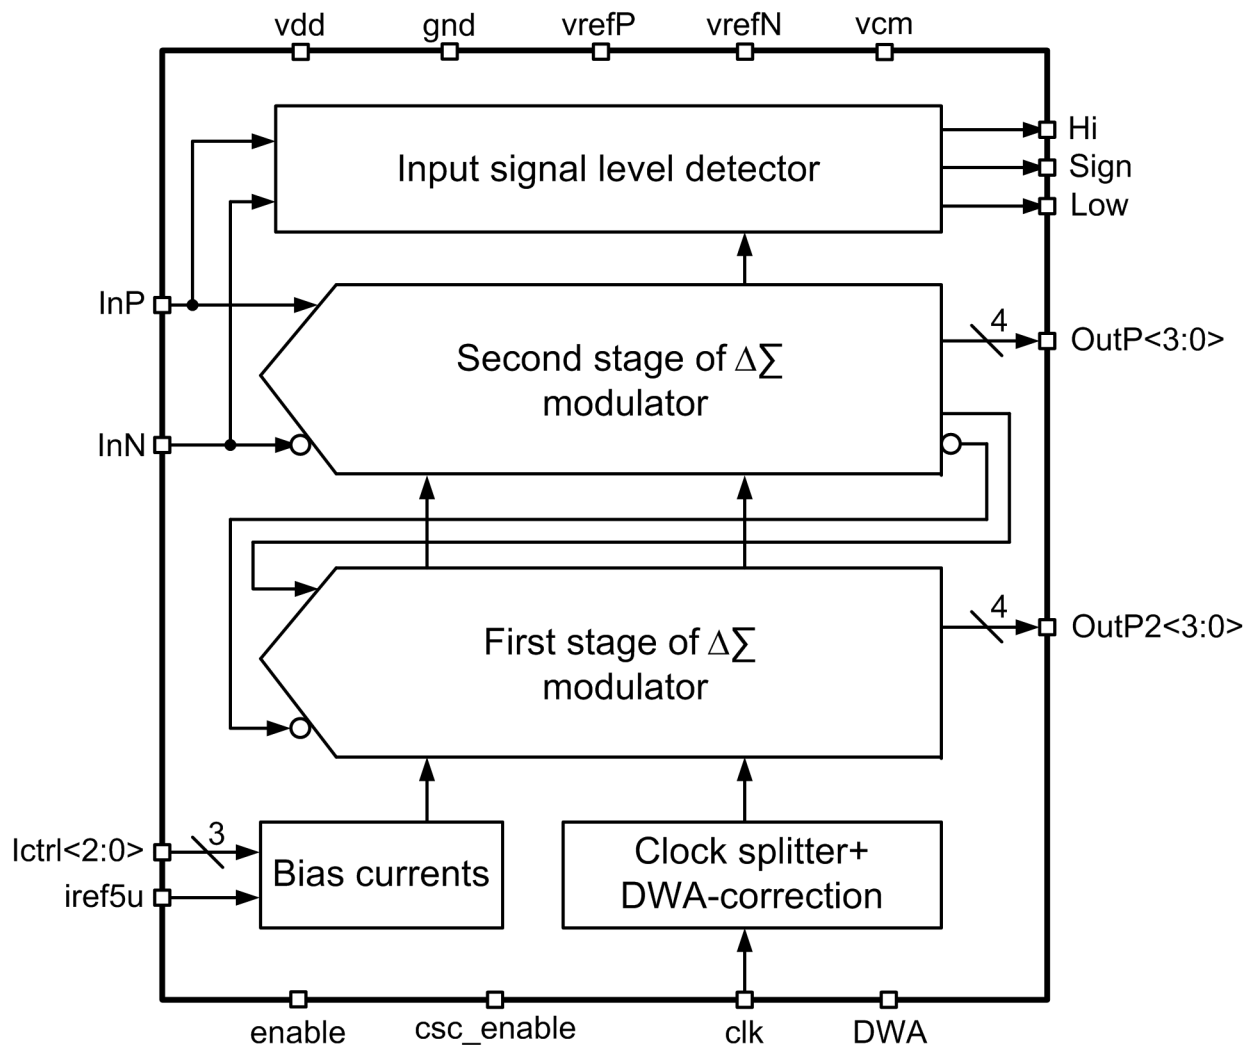 vdd gnd vrefP vrefN vcm
Input signal level detector
Hi
Sign
Low
InP
InN
Second stage of ΔΣ
modulator
4
OutP<3:0>
First stage of ΔΣ
modulator
4
OutP2<3:0>
Ictrl<2:0>
3
iref5u
Bias currents
Clock splitter+
DWA-correction
enable csc_enable clk DWA